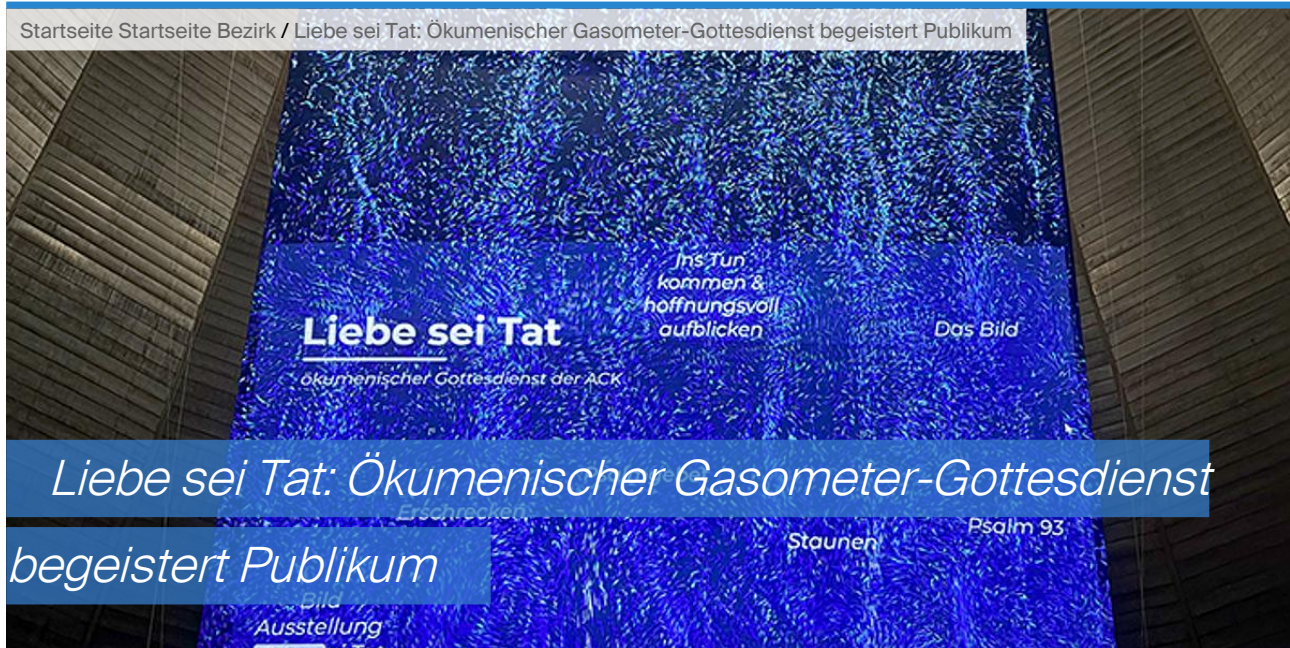 Startseite Startseite Bezirk / Liebe sei Tat: Ökumenischer Gasometer-Gottesdienst begeistert Publikum
Ins Tun
kommen &
hoffnungsvoll
aufblicken
Liebe sei Tat
Das Bild
ökumenischer Gottesdienst der ACK
Liebe sei Tat: Ökumenischer Gasometer-Gottesdienst
begeistert Publikum
Erschrecken
Psalm 93
Staunen
Bild
Ausstellung